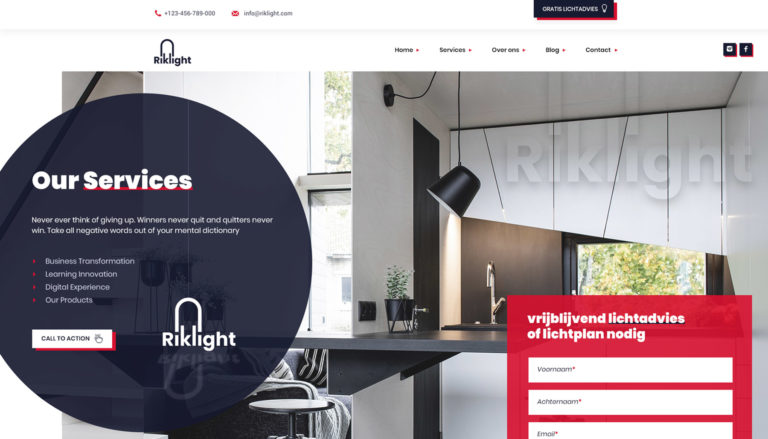 +123-456-789-000
info@riklight.com
GRATIS LICHTADVIES
Riklight
Home
Services
Over ons
Blog
Contact
Riklight
Our Services
Never ever think of giving up. Winners never quit and quitters never
win. Take all negative words out of your mental dictionary
Business Transformation
Learning Innovation
Digital Experience
Our Products
CALL TO ACTION
Riklight
vrijblijvend lichtadvies
of lichtplan nodig
Voornaam*
Achternaam*
Email*